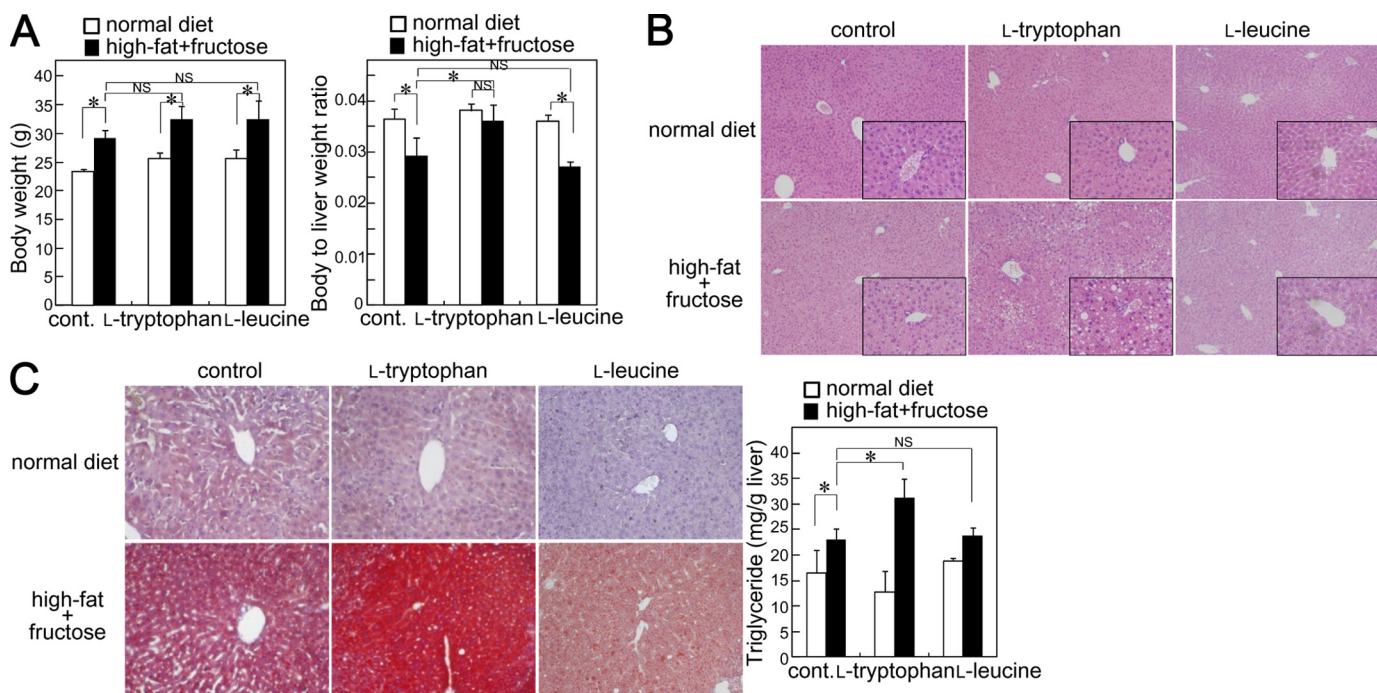 A
normal diet
high-fat+fructose
Body weight (g)
40
35
30
25
20
15
10
5
0
NS
NS
*
*
*
cont. L-tryptophan L-leucine
normal diet
high-fat+fructose
Body to liver weight ratio
0.04
0.03
0.02
0.01
0
NS
*
NS
*
*
cont. L-tryptophan L-leucine
B
control L-tryptophan L-leucine
normal diet
high-fat
+
fructose
C
control L-tryptophan L-leucine
normal diet
high-fat
+
fructose
normal diet
high-fat+fructose
Triglyceride (mg/g liver)
45
40
35
30
25
20
15
10
5
0
NS
*
*
cont. L-tryptophan L-leucine